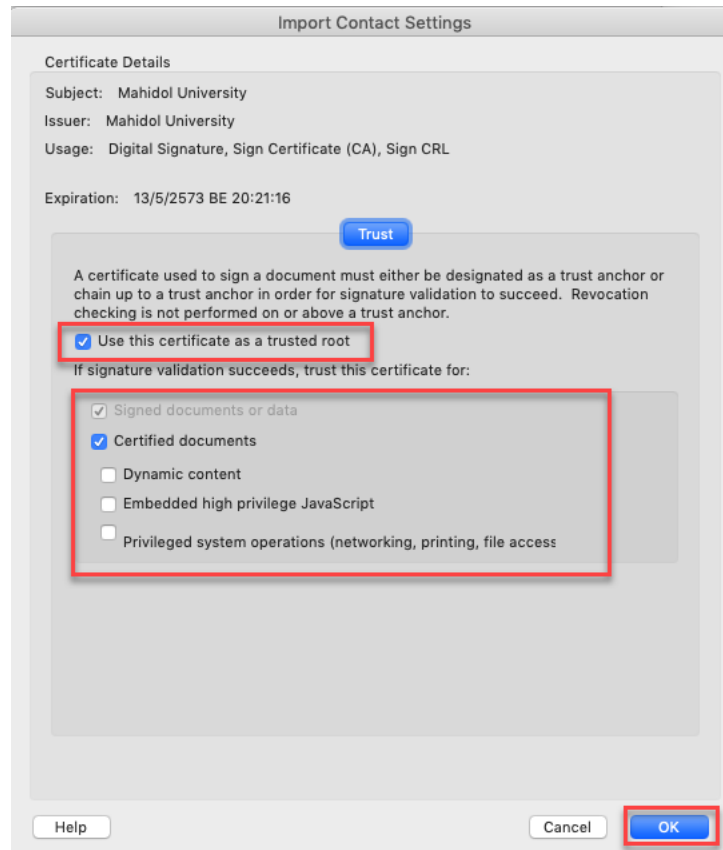 Import Contact Settings
Certificate Details
Subject: Mahidol University
Issuer: Mahidol University
Usage: Digital Signature, Sign Certificate (CA), Sign CRL
Expiration: 13/5/2573 BE 20:21:16
Trust
A certificate used to sign a document must either be designated as a trust anchor or
chain up to a trust anchor in order for signature validation to succeed. Revocation
checking is not performed on or above a trust anchor.
Use this certificate as a trusted root
If signature validation succeeds, trust this certificate for:
Signed documents or data
Certified documents
Dynamic content
Embedded high privilege JavaScript
Privileged system operations (networking, printing, file access
Help
Cancel
OK